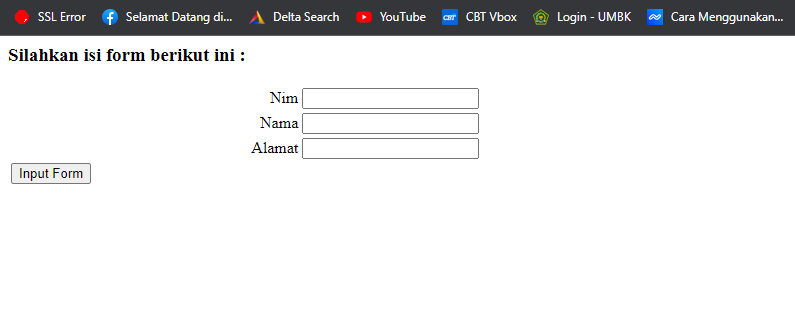 SSL Error Selamat Datang di... Delta Search YouTube CBT CBT Vbox Login - UMBK Cara Menggunakan...
Silahkan isi form berikut ini :
Nim
Nama
Alamat
Input Form